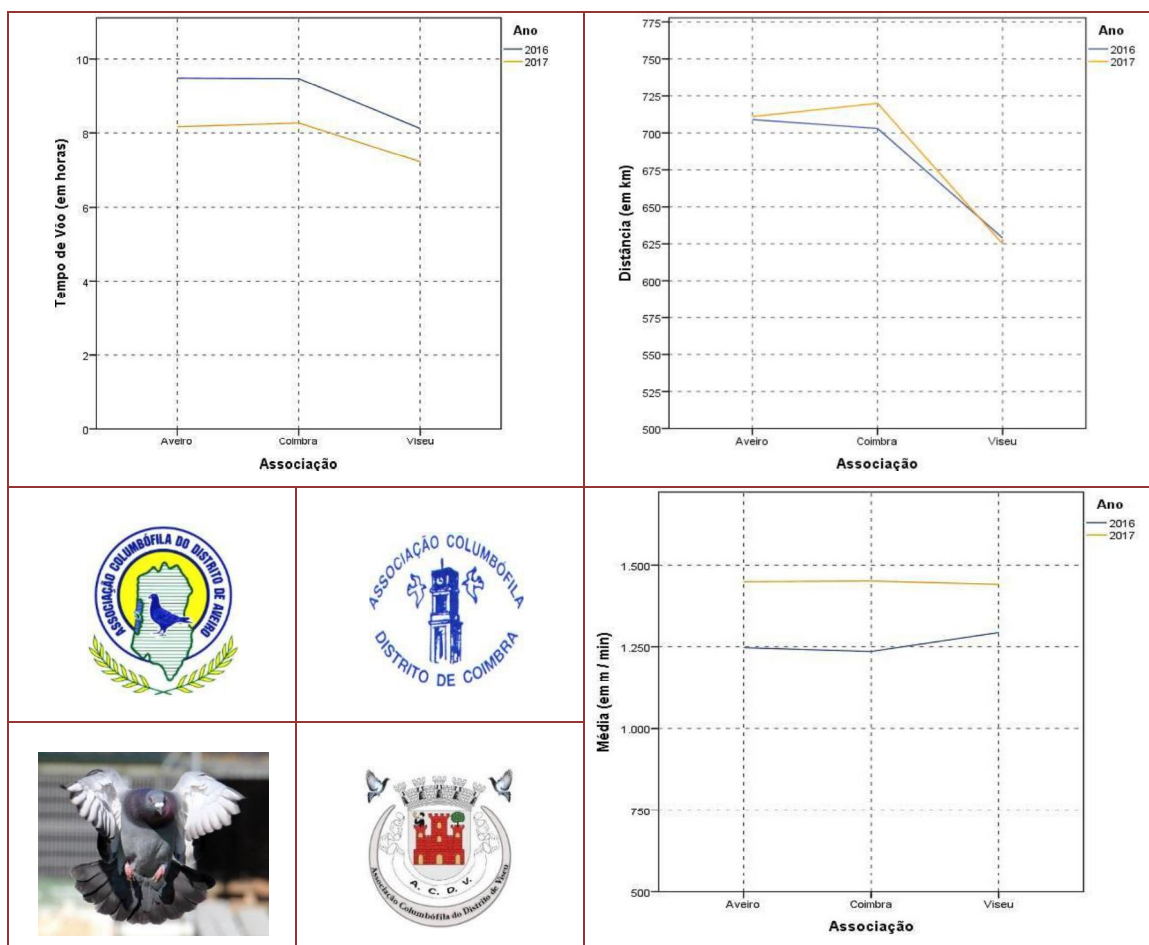 Tempo de Vôo (em horas)
10
8
6
4
2
0
Aveiro
Coimbra
Viseu
Associação
Ano
2016
2017
Distância (em km)
775
750
725
700
675
650
625
600
575
550
525
500
Aveiro
Coimbra
Viseu
Associação
Ano
2016
2017
ASSOCIAÇÃO COLUMBÓFILA DO DISTRITO DE AVEIRO
ASSOCIAÇÃO COLUMBÓFILA
DISTRITO DE COIMBRA
A. C. D. V.
Associação Columbófila do Distrito de Viseu
Média (em m / min)
1.500
1.250
1.000
750
500
Aveiro
Coimbra
Viseu
Associação
Ano
2016
2017